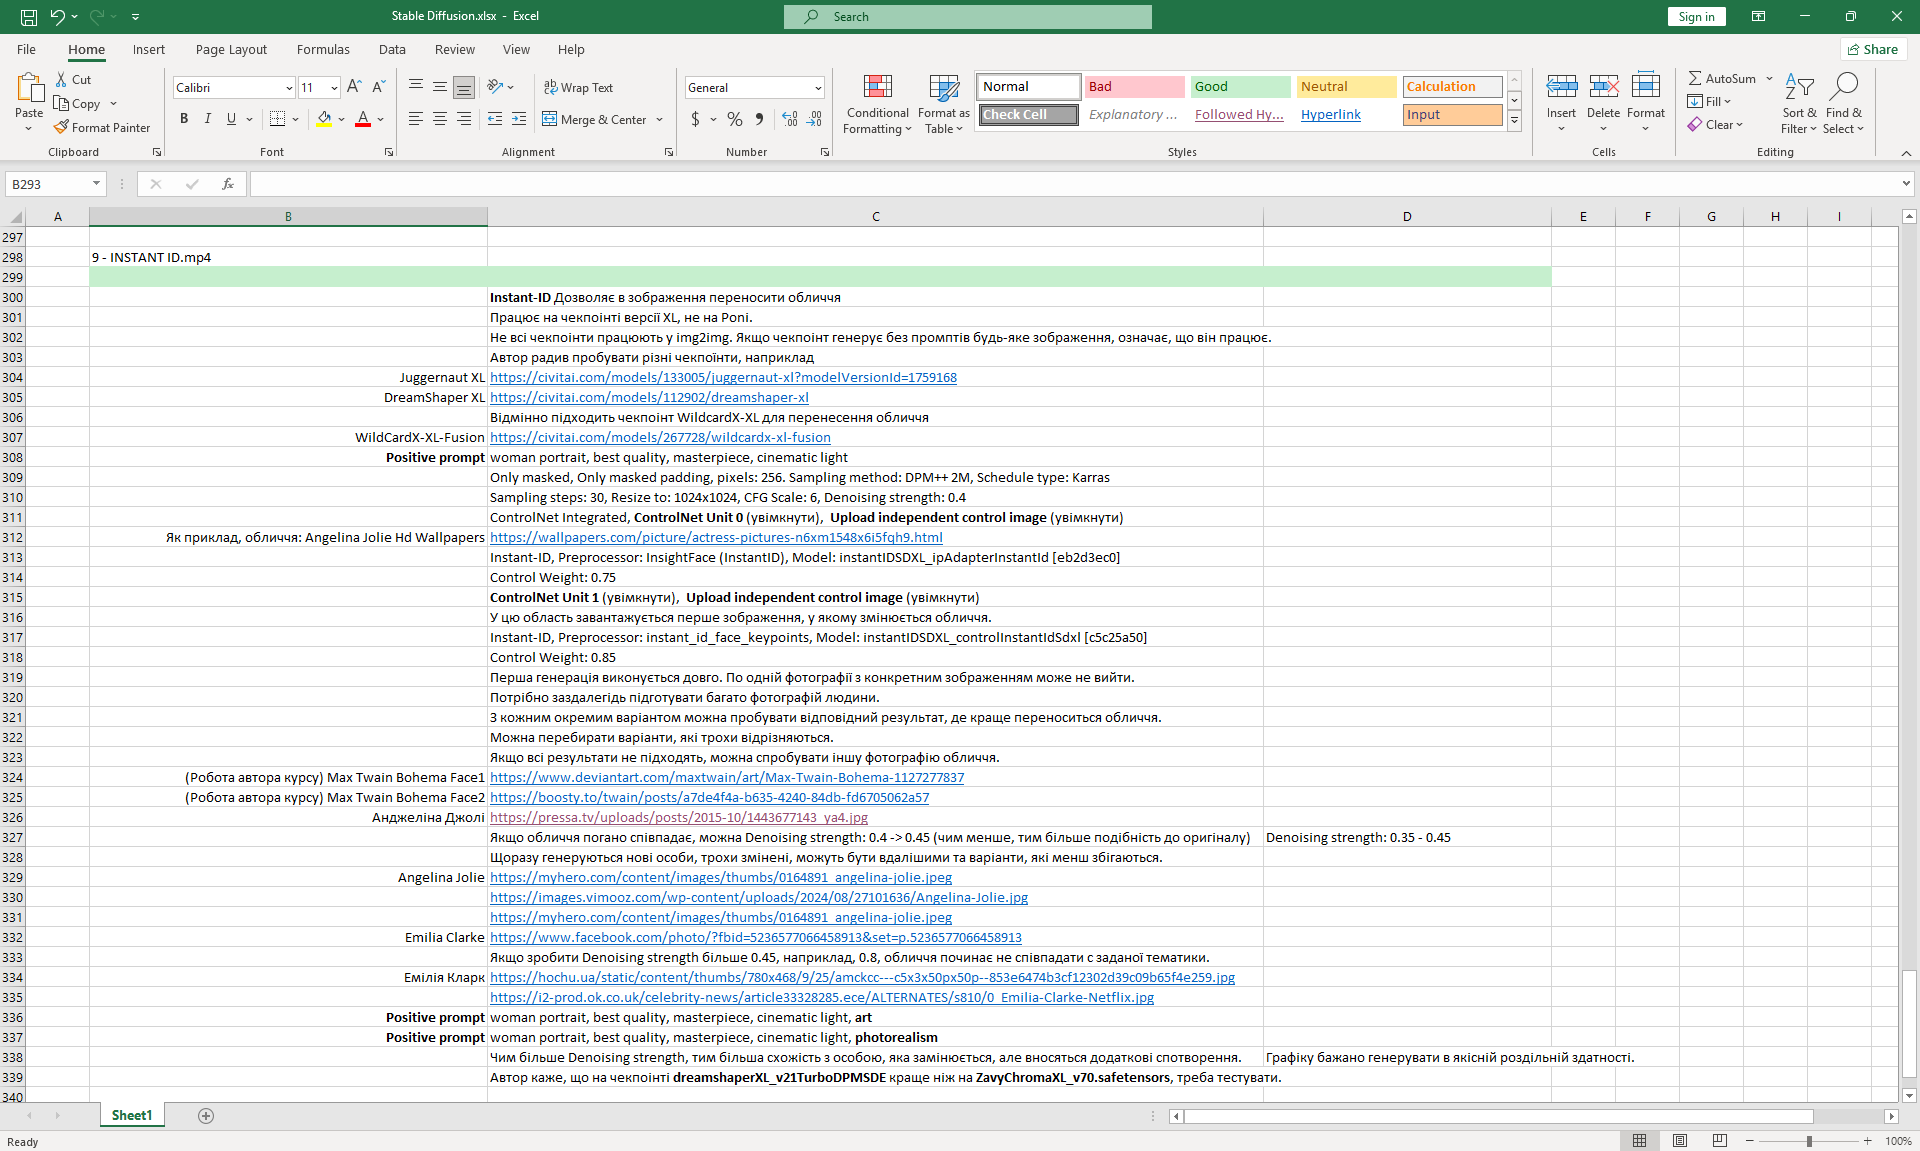 Stable Diffusion.xlsx - Excel
Search
Sign in
File Home Insert Page Layout Formulas Data Review View Help
Share
Paste
Cut
Copy
Format Painter
Clipboard
Calibri 11
B I U
Font
Wrap Text
Merge & Center
Alignment
General
$ % 9
Number
Conditional Formatting
Format as Table
Normal Bad Good Neutral Calculation
Check Cell Explanatory ... Followed Hy... Hyperlink Input
Styles
Insert Delete Format
Cells
AutoSum
Fill
Clear
Sort & Filter
Find & Select
Editing
B293
fx
A B C D E F G H I
297
298 9 - INSTANT ID.mp4
299
300 Instant-ID Дозволяє в зображення переносити обличчя
301 Працює на чекпоінті версії XL, не на Poni.
302 Не всі чекпоінти працюють у img2img. Якщо чекпоінт генерує без промптів будь-яке зображення, означає, що він працює.
303 Автор радив пробувати різні чекпоїнти, наприклад
304 Juggernaut XL https://civitai.com/models/133005/juggernaut-xl?modelVersionId=1759168
305 DreamShaper XL https://civitai.com/models/112902/dreamshaper-xl
306 Відмінно підходить чекпоінт WildcardX-XL для перенесення обличчя
307 WildCardX-XL-Fusion https://civitai.com/models/267728/wildcardx-xl-fusion
308 Positive prompt woman portrait, best quality, masterpiece, cinematic light
309 Only masked, Only masked padding, pixels: 256. Sampling method: DPM++ 2M, Schedule type: Karras
310 Sampling steps: 30, Resize to: 1024x1024, CFG Scale: 6, Denoising strength: 0.4
311 ControlNet Integrated, ControlNet Unit 0 (увімкнути), Upload independent control image (увімкнути)
312 Як приклад, обличчя: Angelina Jolie Hd Wallpapers https://wallpapers.com/picture/actress-pictures-n6xm1548x6i5fqh9.html
313 Instant-ID, Preprocessor: InsightFace (InstantID), Model: instantIDSDXL_ipAdapterInstantId [eb2d3ec0]
314 Control Weight: 0.75
315 ControlNet Unit 1 (увімкнути), Upload independent control image (увімкнути)
316 У цю область завантажується перше зображення, у якому змінюється обличчя.
317 Instant-ID, Preprocessor: instant_id_face_keypoints, Model: instantIDSDXL_controlInstantIdSdxl [c5c25a50]
318 Control Weight: 0.85
319 Перша генерація виконується довго. По одній фотографії з конкретним зображенням може не вийти.
320 Потрібно заздалегідь підготувати багато фотографій людини.
321 З кожним окремим варіантом можна пробувати відповідний результат, де краще переноситься обличчя.
322 Можна перебирати варіанти, які трохи відрізняються.
323 Якщо всі результати не підходять, можна спробувати іншу фотографію обличчя.
324 (Робота автора курсу) Max Twain Bohema Face1 https://www.deviantart.com/maxtwain/art/Max-Twain-Bohema-1127277837
325 (Робота автора курсу) Max Twain Bohema Face2 https://boosty.to/twain/posts/a7de4f4a-b635-4240-84db-fd6705062a57
326 Анджеліна Джолі https://pressa.tv/uploads/posts/2015-10/1443677143_ya4.jpg
327 Якщо обличчя погано співпадає, можна Denoising strength: 0.4 -> 0.45 (чим менше, тим більше подібність до оригіналу) Denoising strength: 0.35 - 0.45
328 Щоразу генеруються нові особи, трохи змінені, можуть бути вдалішими та варіанти, які менш збігаються.
329 Angelina Jolie https://myhero.com/content/images/thumbs/0164891_angelina-jolie.jpeg
330 https://images.vimooz.com/wp-content/uploads/2024/08/27101636/Angelina-Jolie.jpg
331 https://myhero.com/content/images/thumbs/0164891_angelina-jolie.jpeg
332 Emilia Clarke https://www.facebook.com/photo/?fbid=5236577066458913&set=p.5236577066458913
333 Якщо зробити Denoising strength більше 0.45, наприклад, 0.8, обличчя починає не співпадати с заданої тематики.
334 Емілія Кларк https://hochu.ua/static/content/thumbs/780x468/9/25/amckcc---c5x3x50px50p--853e6474b3cf12302d39c09b65f4e259.jpg
335 https://i2-prod.ok.co.uk/celebrity-news/article33328285.ece/ALTERNATES/s810/0_Emilia-Clarke-Netflix.jpg
336 Positive prompt woman portrait, best quality, masterpiece, cinematic light, art
337 Positive prompt woman portrait, best quality, masterpiece, cinematic light, photorealism
338 Чим більше Denoising strength, тим більша схожість з особою, яка замінюється, але вносяться додаткові спотворення. Графіку бажано генерувати в якісній роздільній здатності.
339 Автор каже, що на чекпоінті dreamshaperXL_v21TurboDPMSDE краще ніж на ZavyChromaXL_v70.safetensors, треба тестувати.
340
Sheet1
Ready
100%